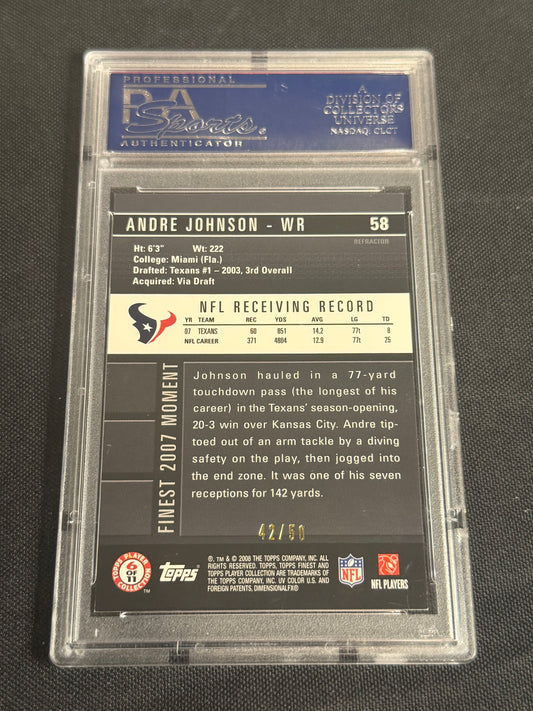 PROFESSIONAL
PSA
Sports
AUTHENTICATOR
A
DIVISION OF
COLLECTORS
UNIVERSE
NASDAQ: CLCT
ANDRE JOHNSON - WR 58
REFRACTOR
Ht: 6'3" Wt: 222
College: Miami (Fla.)
Drafted: Texans #1 – 2003, 3rd Overall
Acquired: Via Draft
NFL RECEIVING RECORD
YR TEAM REC YDS AVG LG TD
07 TEXANS 60 851 14.2 77t 8
NFL CAREER 371 4804 12.9 77t 25
FINEST 2007 MOMENT
Johnson hauled in a 77-yard
touchdown pass (the longest of his
career) in the Texans' season-opening,
20-3 win over Kansas City. Andre tip-
toed out of an arm tackle by a diving
safety on the play, then jogged into
the end zone. It was one of his seven
receptions for 142 yards.
42/50
TOPPS PLAYER
6
OF
11
COLLECTION
TM
Topps
®, TM & © 2008 THE TOPPS COMPANY, INC. ALL
RIGHTS RESERVED. TOPPS, TOPPS FINEST AND
TOPPS PLAYER COLLECTION ARE TRADEMARKS OF
THE TOPPS COMPANY, INC. UV COLOR U.S. AND
FOREIGN PATENTS, DIMENSIONALFX®
NFL
NFL PLAYERS